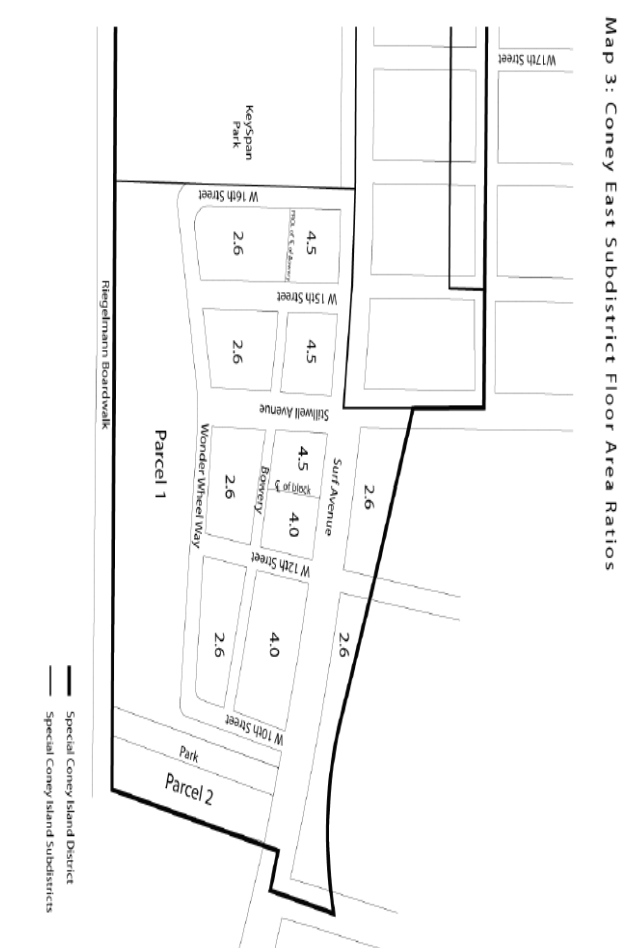 Map 3: Coney East Subdistrict Floor Area Ratios
W 17th Street
KeySpan
Park
W 16th Street
4.5
2.6
W 15th Street
4.5
2.6
Stillwell Avenue
Riegelmann Boardwalk
Parcel 1
Wonder Wheel Way
2.6
Bowery
4.5
℄ of block
4.0
Surf Avenue
2.6
W 12th Street
2.6
4.0
2.6
W 10th Street
Park
Parcel 2
Special Coney Island District
Special Coney Island Subdistricts